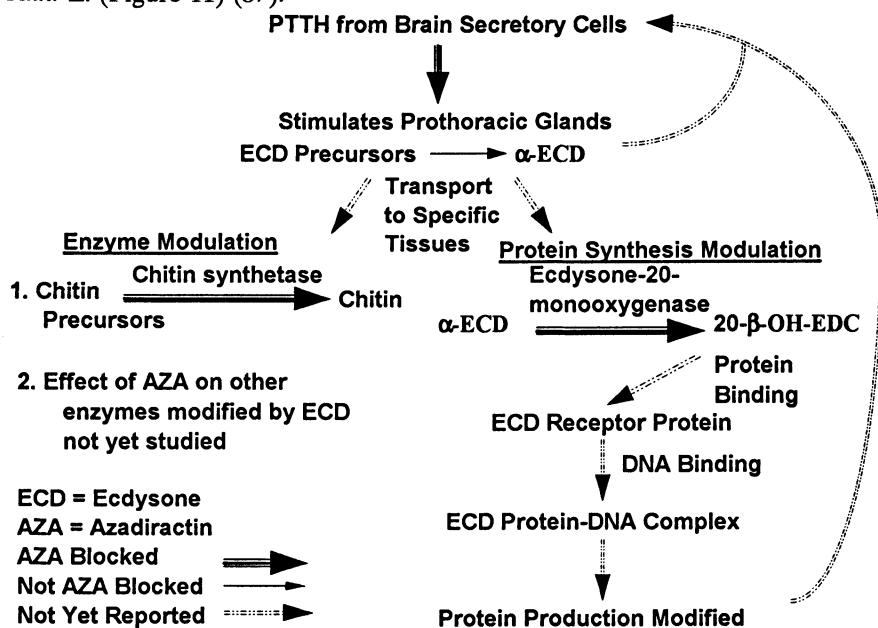 (Figure 11) (87).
PTTH from Brain Secretory Cells
Stimulates Prothoracic Glands
ECD Precursors α-ECD
Transport
to Specific
Tissues
Enzyme Modulation
Chitin synthetase
1. Chitin
Precursors
Chitin
Protein Synthesis Modulation
Ecdysone-20-
monooxygenase
α-ECD
20-β-OH-EDC
Protein
Binding
2. Effect of AZA on other
enzymes modified by ECD
not yet studied
ECD Receptor Protein
DNA Binding
ECD Protein-DNA Complex
Protein Production Modified
ECD = Ecdysone
AZA = Azadiractin
AZA Blocked
Not AZA Blocked
Not Yet Reported